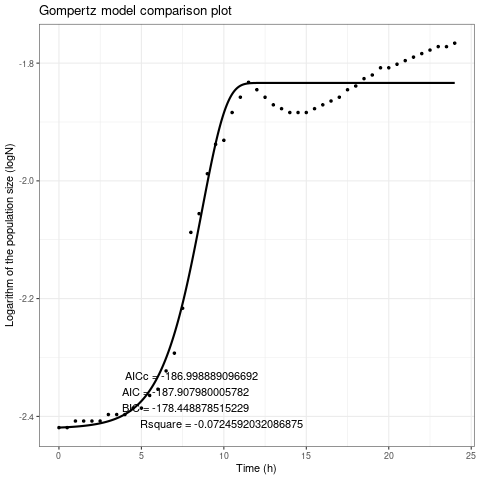 Gompertz model comparison plot
Logarithm of the population size (logN)
-1.8
-2.0
-2.2
-2.4
AICc = -186.998889096692
AIC = -187.907980005782
BIC = -178.448878515229
Rsquare = -0.0724592032086875
0 5 10 15 20 25
Time (h)